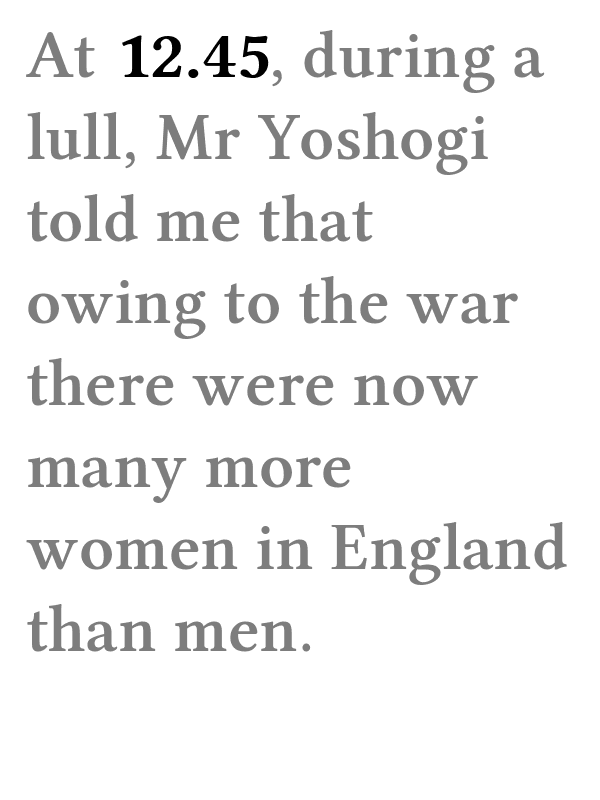 At 12.45, during a
lull, Mr Yoshogi
told me that
owing to the war
there were now
many more
women in England
than men.